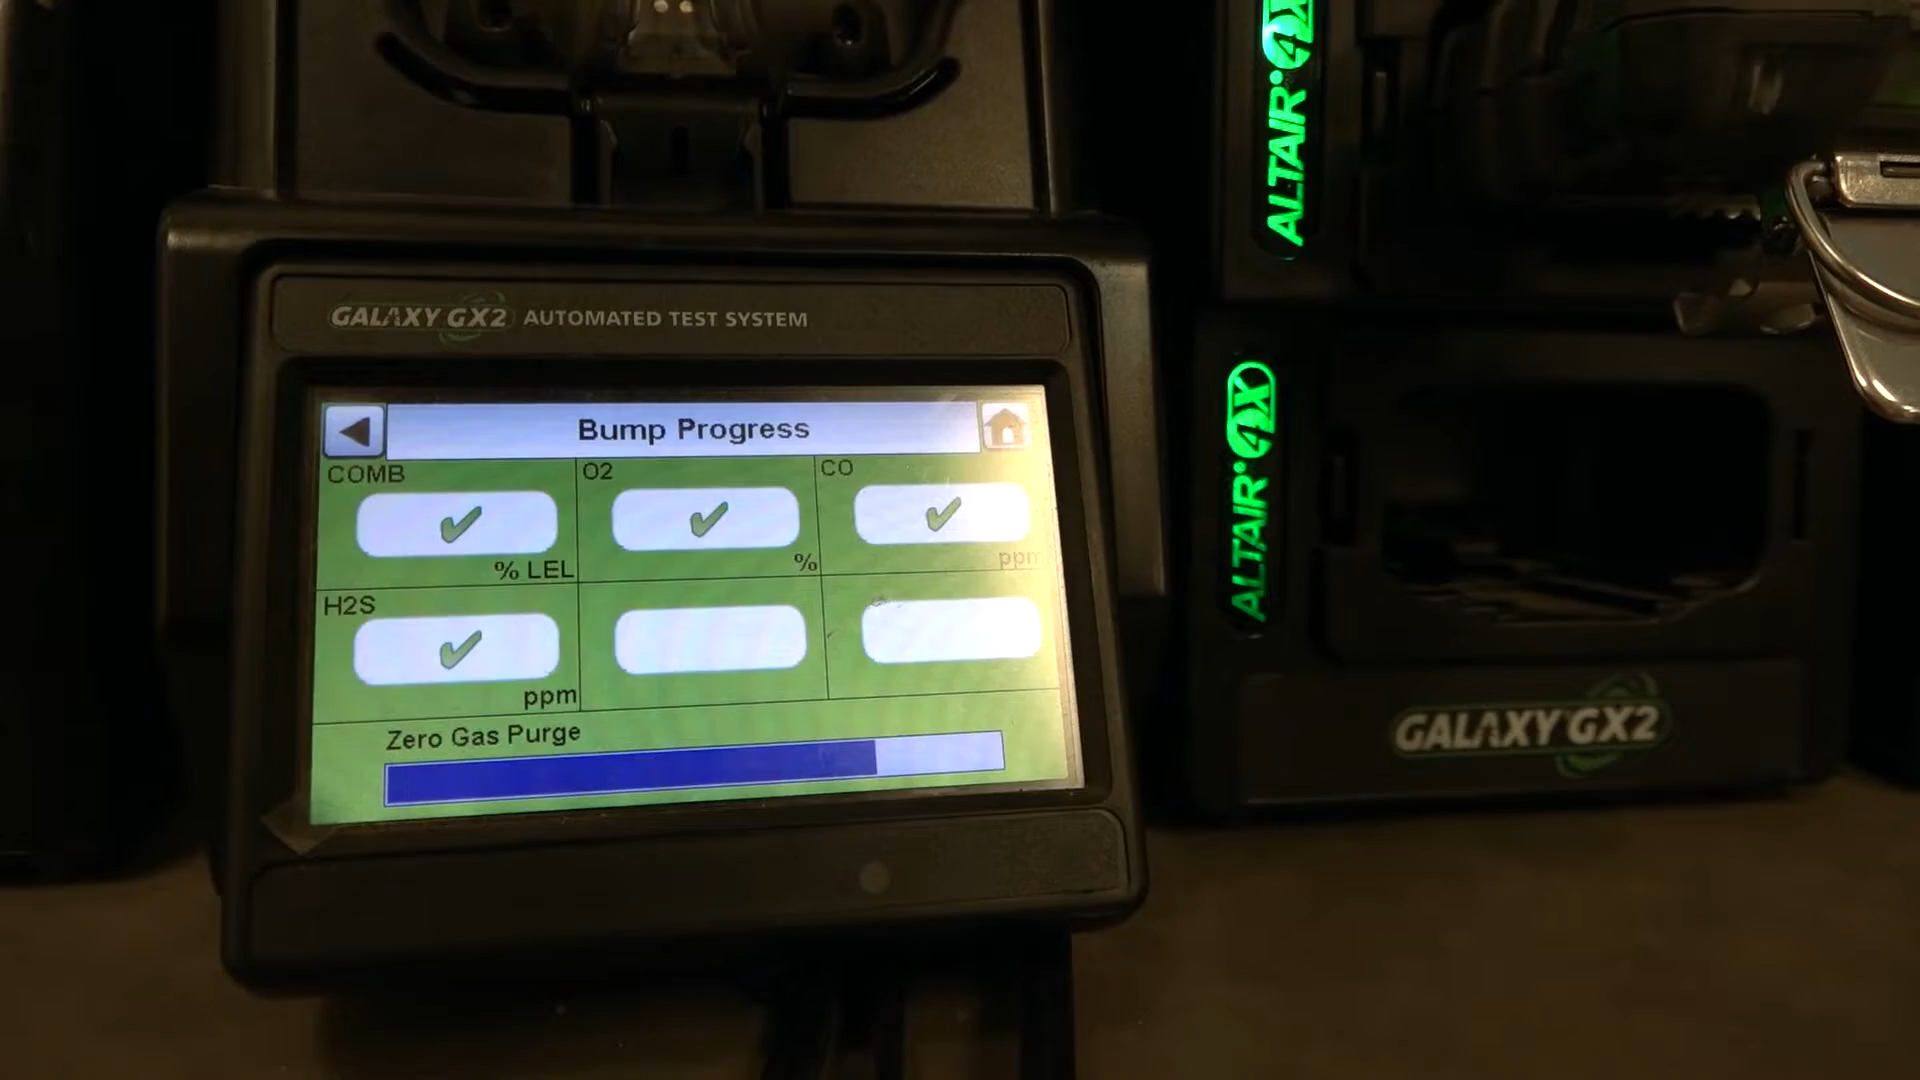 ALTAIR 4X
GALAXY GX2 AUTOMATED TEST SYSTEM
Bump Progress
COMB
O2
CO
% LEL
%
ppm
H2S
ppm
Zero Gas Purge
ALTAIR 4X
GALAXY GX2